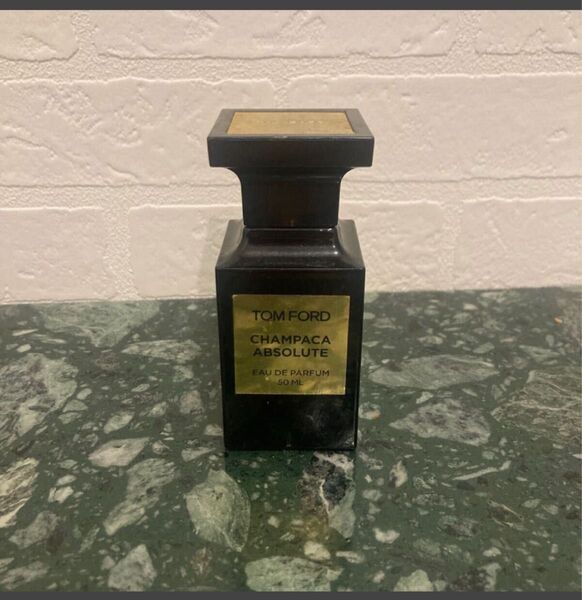 TOM FORD
CHAMPACA
ABSOLUTE
EAU DE PARFUM
50 ML